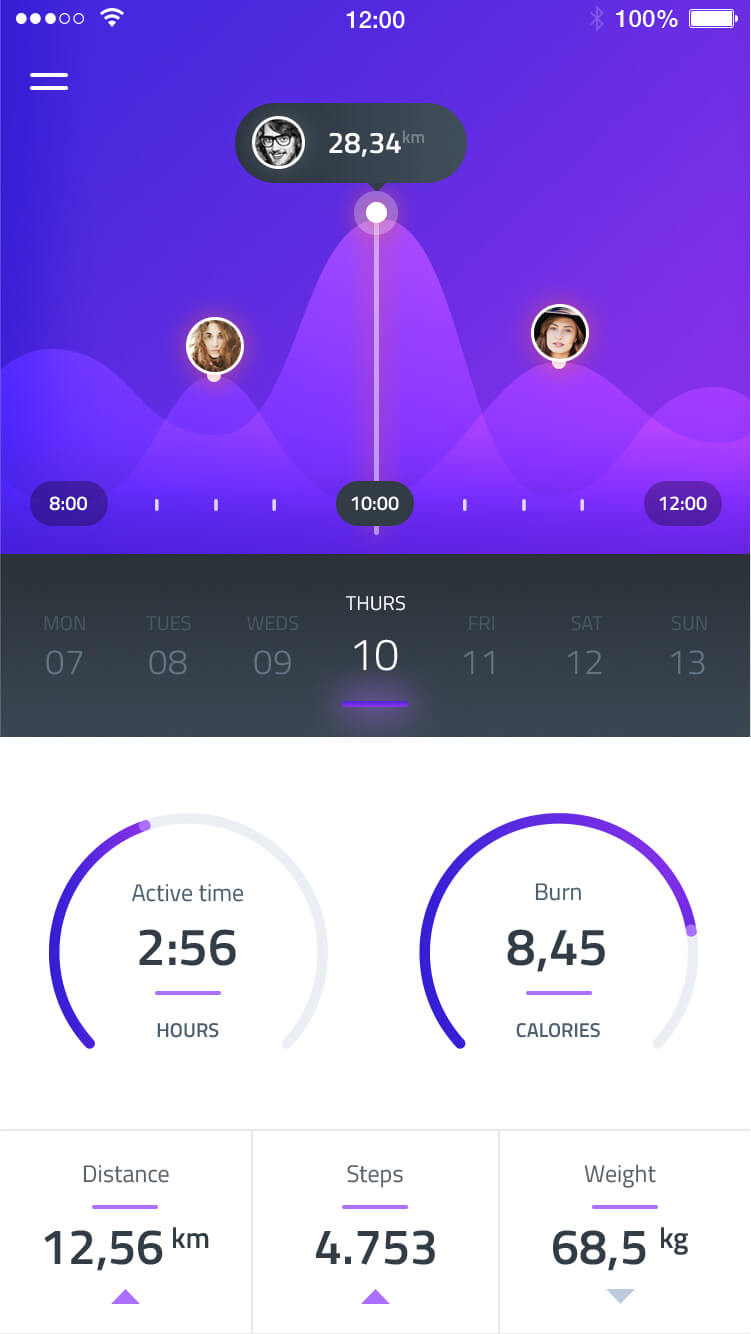 12:00 100%
28,34 km
8:00 10:00 12:00
MON TUES WEDS THURS FRI SAT SUN
07 08 09 10 11 12 13
Active time
2:56
HOURS
Burn
8,45
CALORIES
Distance
12,56 km
Steps
4.753
Weight
68,5 kg